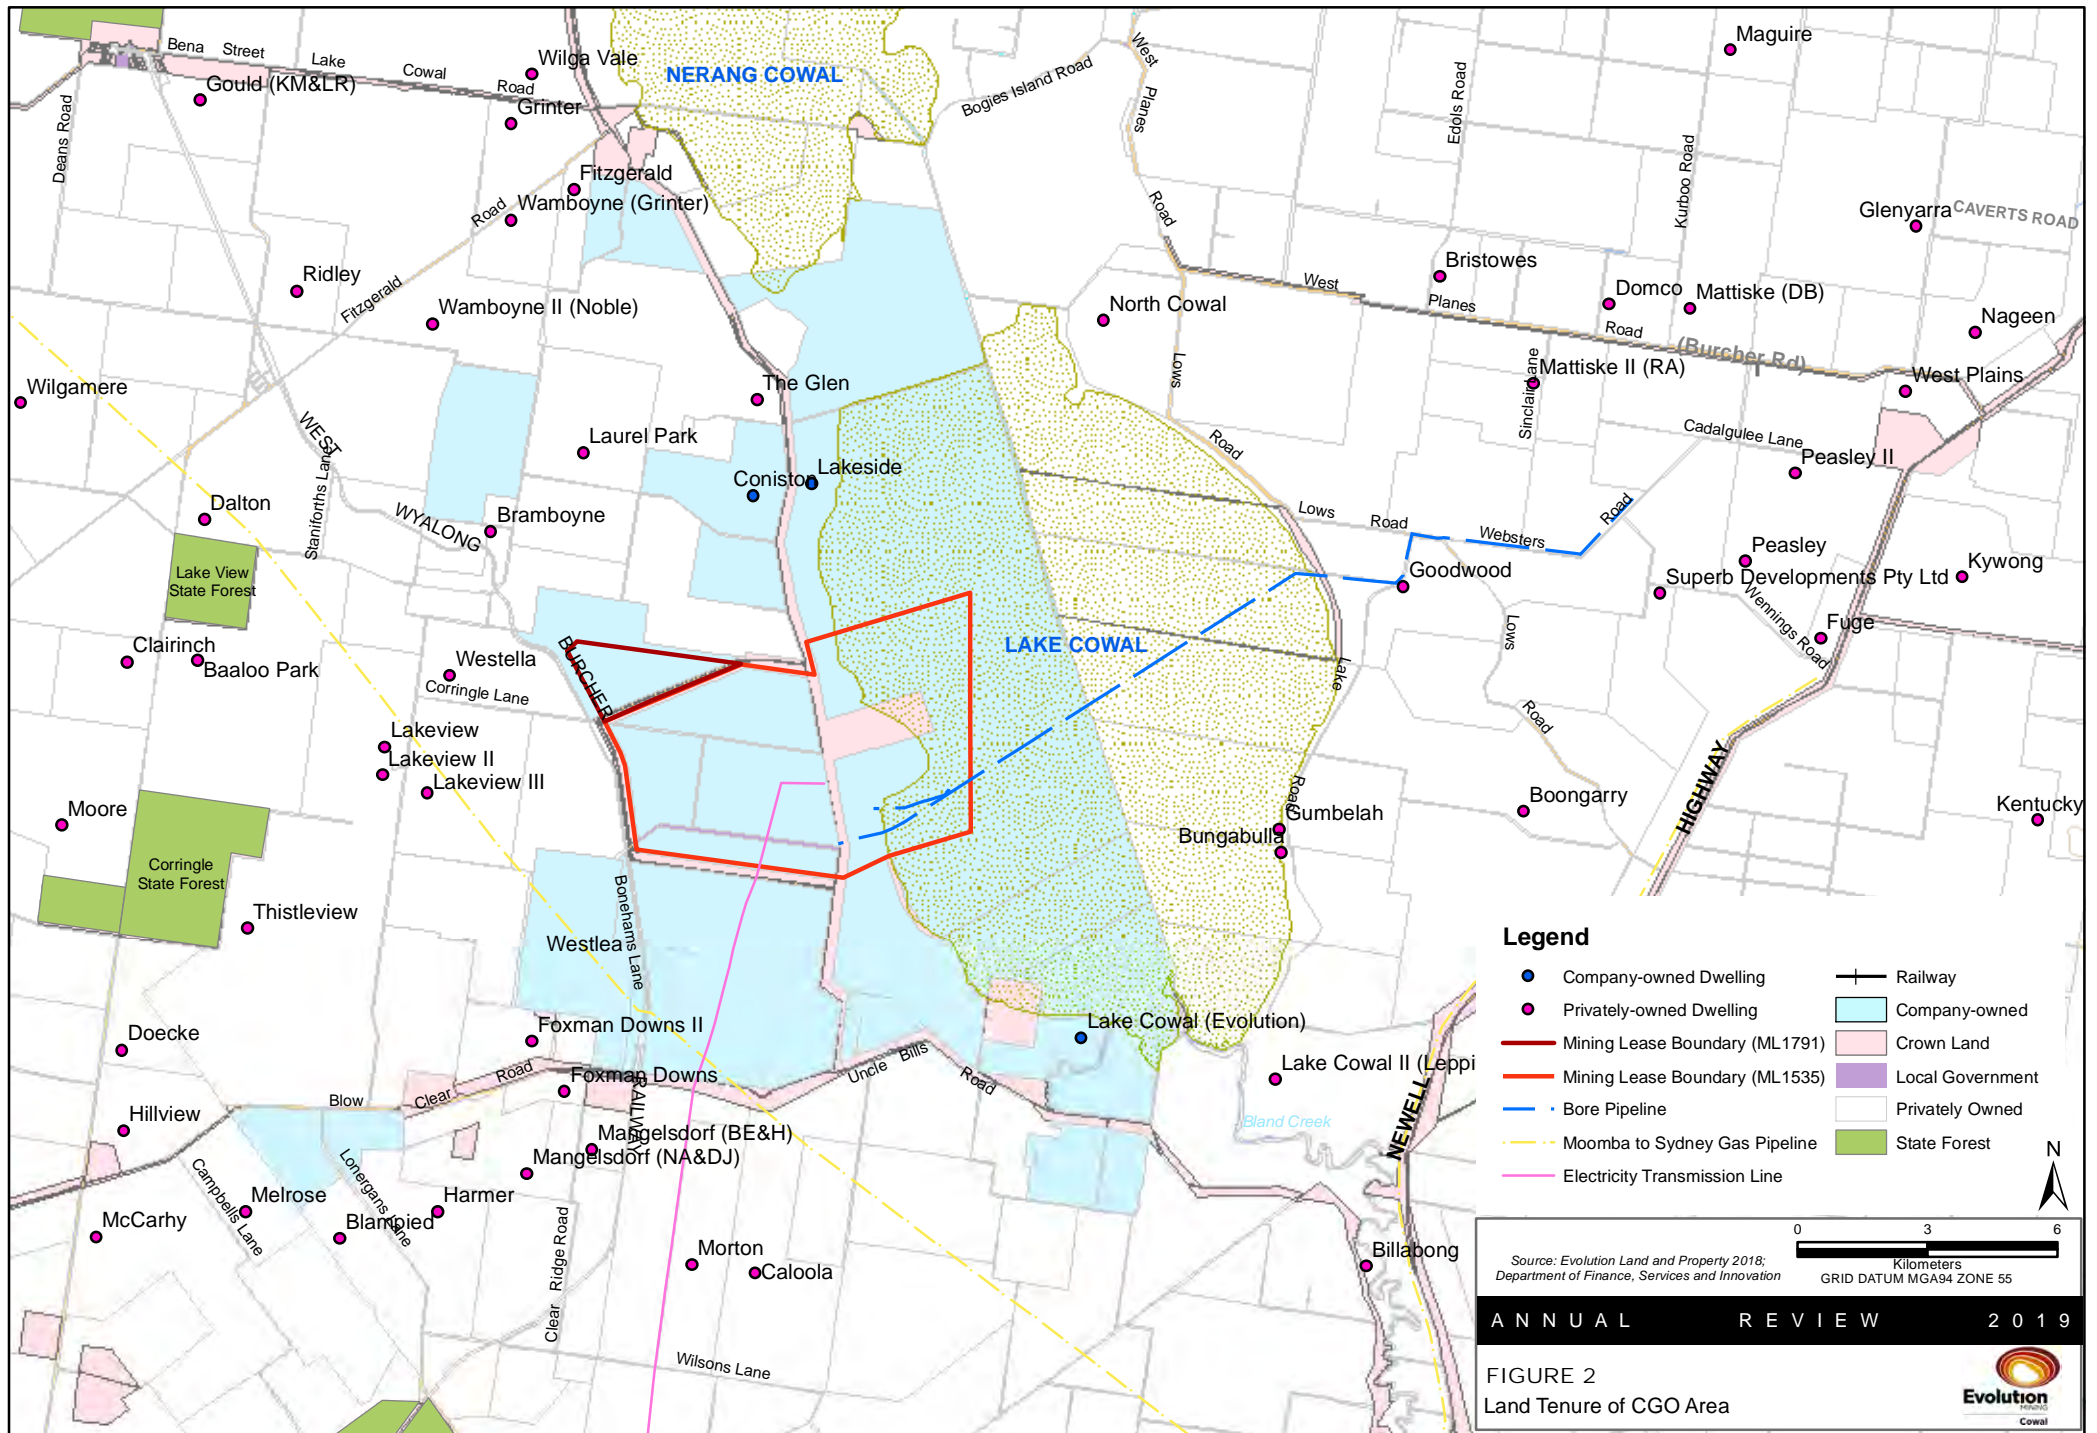 Maguire
Bena Street Lake Cowal Road
Wilga Vale
NERANG COWAL
West Planes Road
Bogies Island Road
Edols Road
Gould (KM&LR)
Grinter
Deans Road
Kurboo Road
Fitzgerald
Wamboyne (Grinter)
Road
Glenyarra
CAVERTS ROAD
Ridley
Fitzgerald
Wamboyne II (Noble)
North Cowal
Bristowes
West Planes Road
Domco
Mattiske (DB)
Nageen
(Burcher Rd)
Wilgamere
The Glen
Lows
Mattiske II (RA)
Sinclair Lane
West Plains
WEST
Laurel Park
Road
Cadalgulee Lane
Coniston
Lakeside
Peasley II
Staniforths Lane
Dalton
WYALONG
Bramboyne
Lows Road
Websters
Road
Lake View
State Forest
Goodwood
Peasley
Superb Developments Pty Ltd
Kywong
Wennings Road
Clairinch
Baaloo Park
Westella
BURCHER
LAKE COWAL
Lows
Fuge
Corringle Lane
Lake
Lakeview
Lakeview II
Lakeview III
Road
HIGHWAY
Moore
Road
Gumbelah
Bungabulla
Boongarry
Kentucky
Corringle
State Forest
Thistleview
Bonehams Lane
Westlea
Doecke
Foxman Downs II
Lake Cowal (Evolution)
Uncle Bills Road
Foxman Downs
Lake Cowal II (Leppi
Blow Clear Road
RAILWAY
NEWELL
Hillview
Bland Creek
Mangelsdorf (BE&H)
Mangelsdorf (NA&DJ)
Campbells Lane
Lonergans Lane
Melrose
Harmer
McCarhy
Blampied
Clear Ridge Road
Morton
Caloola
Billabong
Wilsons Lane
Legend
Company-owned Dwelling
Privately-owned Dwelling
Mining Lease Boundary (ML1791)
Mining Lease Boundary (ML1535)
Bore Pipeline
Moomba to Sydney Gas Pipeline
Electricity Transmission Line
Railway
Company-owned
Crown Land
Local Government
Privately Owned
State Forest
N
0 3 6
Kilometers
GRID DATUM MGA94 ZONE 55
Source: Evolution Land and Property 2018;
Department of Finance, Services and Innovation
ANNUAL REVIEW 2019
FIGURE 2
Land Tenure of CGO Area
Evolution
MINING
Cowal